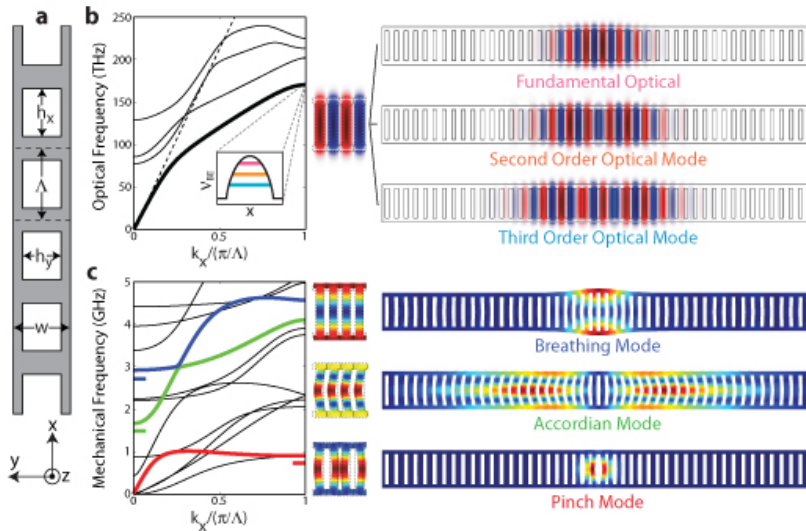 a
h_x
Λ
h_y
w
x
y
z
b
Optical Frequency (THz)
250
200
150
100
50
0
0
0.5
1
k_x/(π/Λ)
V_BE
x
Fundamental Optical
Second Order Optical Mode
Third Order Optical Mode
c
Mechanical Frequency (GHz)
5
4
3
2
1
0
0
0.5
1
k_x/(π/Λ)
Breathing Mode
Accordian Mode
Pinch Mode